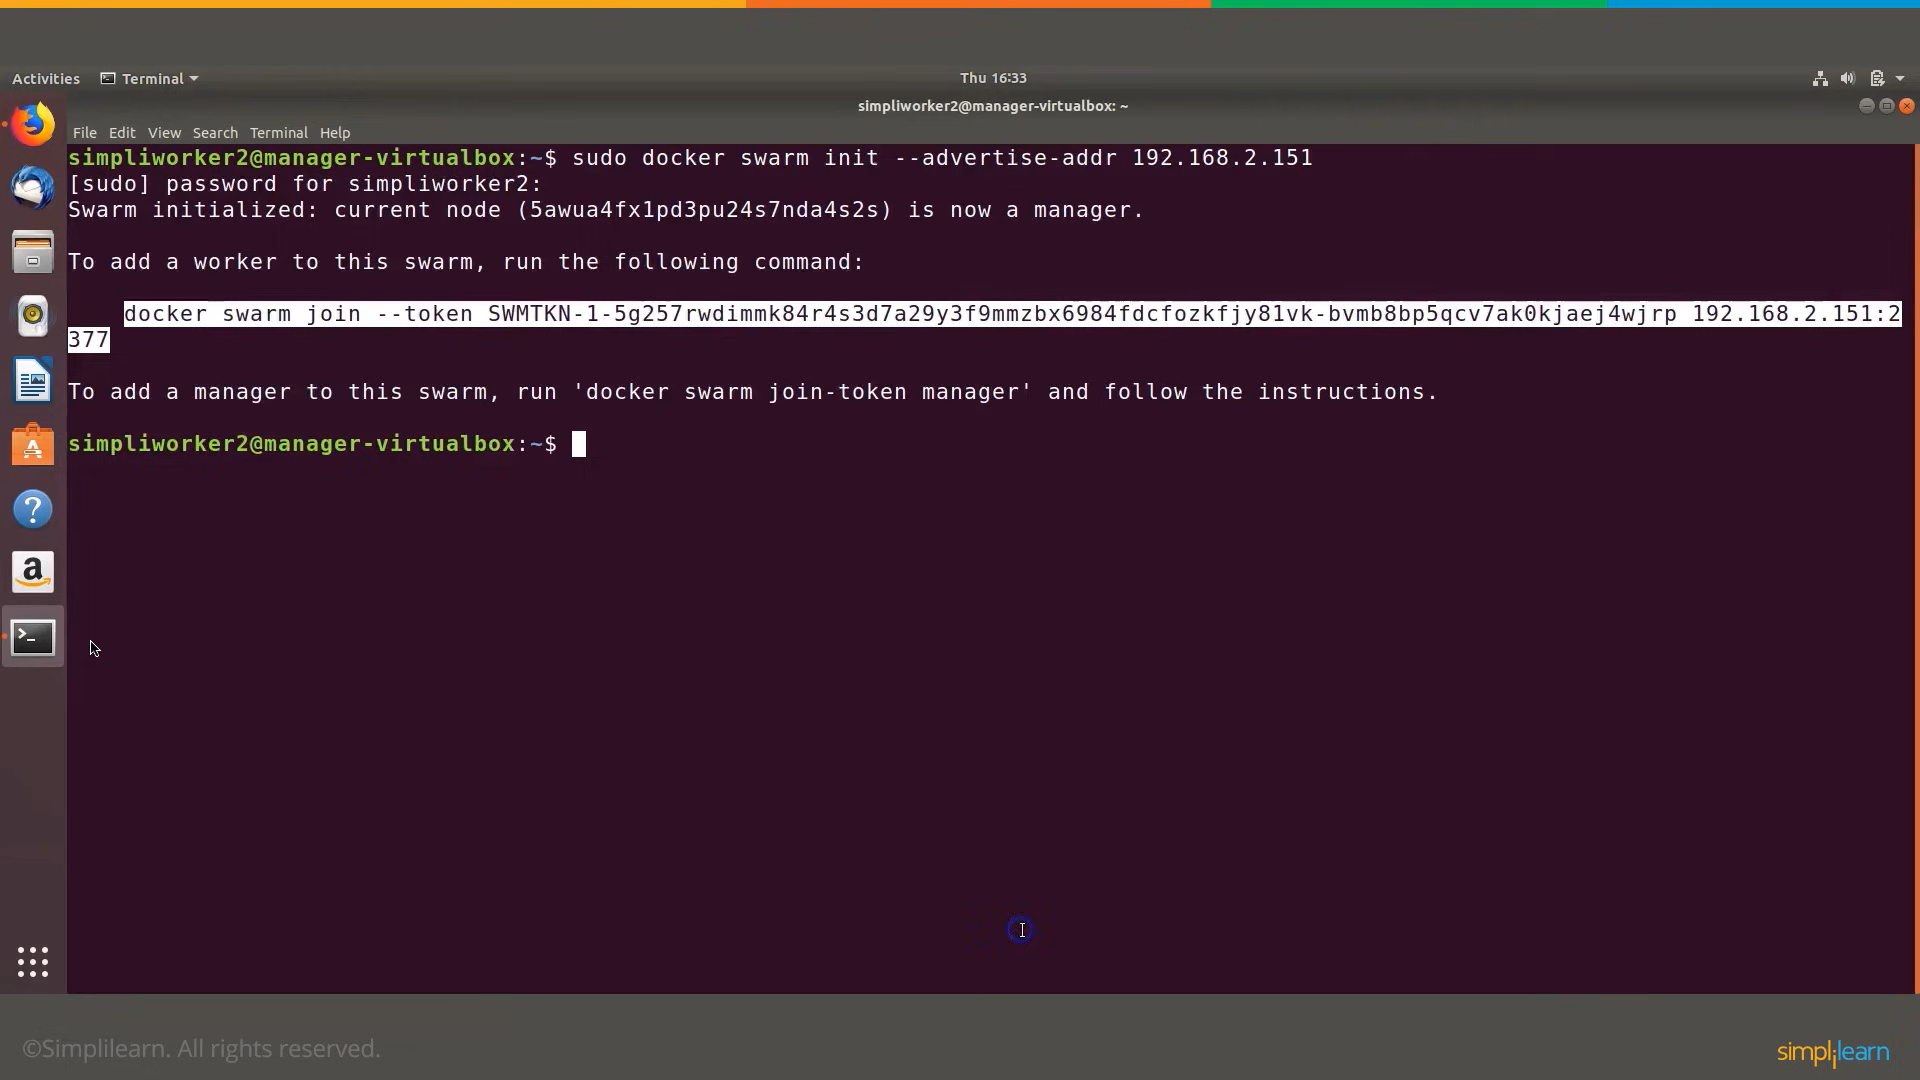 Activities Terminal Thu 16:33
simpliworker2@manager-virtualbox: ~
File Edit View Search Terminal Help
simpliworker2@manager-virtualbox:~$ sudo docker swarm init --advertise-addr 192.168.2.151
[sudo] password for simpliworker2:
Swarm initialized: current node (5awua4fx1pd3pu24s7nda4s2s) is now a manager.
To add a worker to this swarm, run the following command:
docker swarm join --token SWMTKN-1-5g257rwdimmk84r4s3d7a29y3f9mmzbx6984fdcfozkfjy81vk-bvmb8bp5qcv7ak0kjaej4wjrp 192.168.2.151:2
377
To add a manager to this swarm, run 'docker swarm join-token manager' and follow the instructions.
simpliworker2@manager-virtualbox:~$
©Simplilearn. All rights reserved.
simplilearn